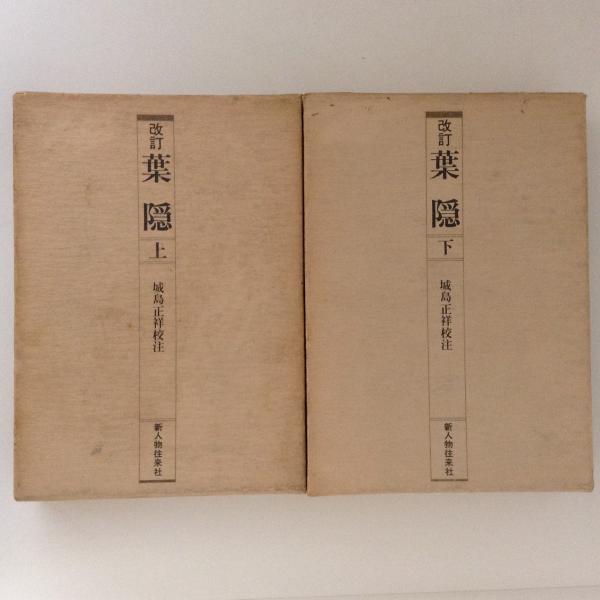 改訂
葉隠
上
城島正祥校注
新人物往来社
改訂
葉隠
下
城島正祥校注
新人物往来社